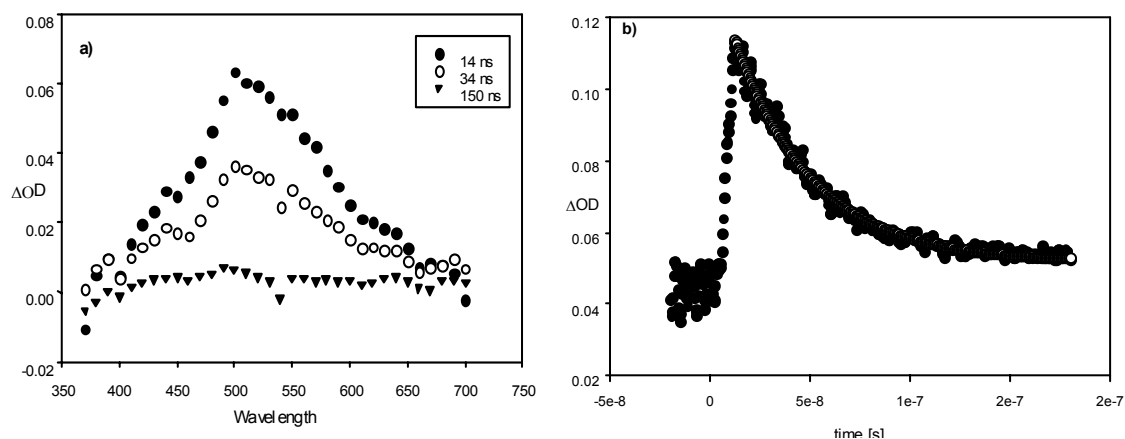 0.08
a)
14 ns
34 ns
150 ns
0.06
0.04
ΔOD
0.02
0.00
-0.02
350 400 450 500 550 600 650 700 750
Wavelength
0.12
b)
0.10
0.08
ΔOD
0.06
0.04
0.02
-5e-8 0 5e-8 1e-7 2e-7 2e-7
time [s]